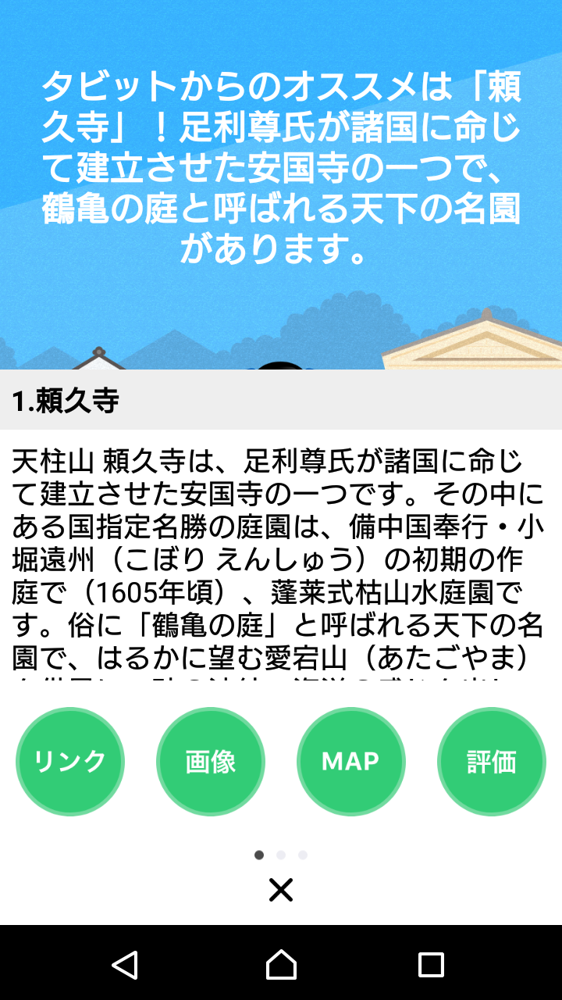 タビットからのオススメは「頼
久寺」！足利尊氏が諸国に命じ
て建立させた安国寺の一つで、
鶴亀の庭と呼ばれる天下の名園
があります。
1.頼久寺
天柱山 頼久寺は、足利尊氏が諸国に命じ
て建立させた安国寺の一つです。その中に
ある国指定名勝の庭園は、備中国奉行・小
堀遠州（こぼり えんしゅう）の初期の作
庭で（1605年頃）、蓬莱式枯山水庭園で
す。俗に「鶴亀の庭」と呼ばれる天下の名
園で、はるかに望む愛宕山（あたごやま）
リンク
画像
MAP
評価